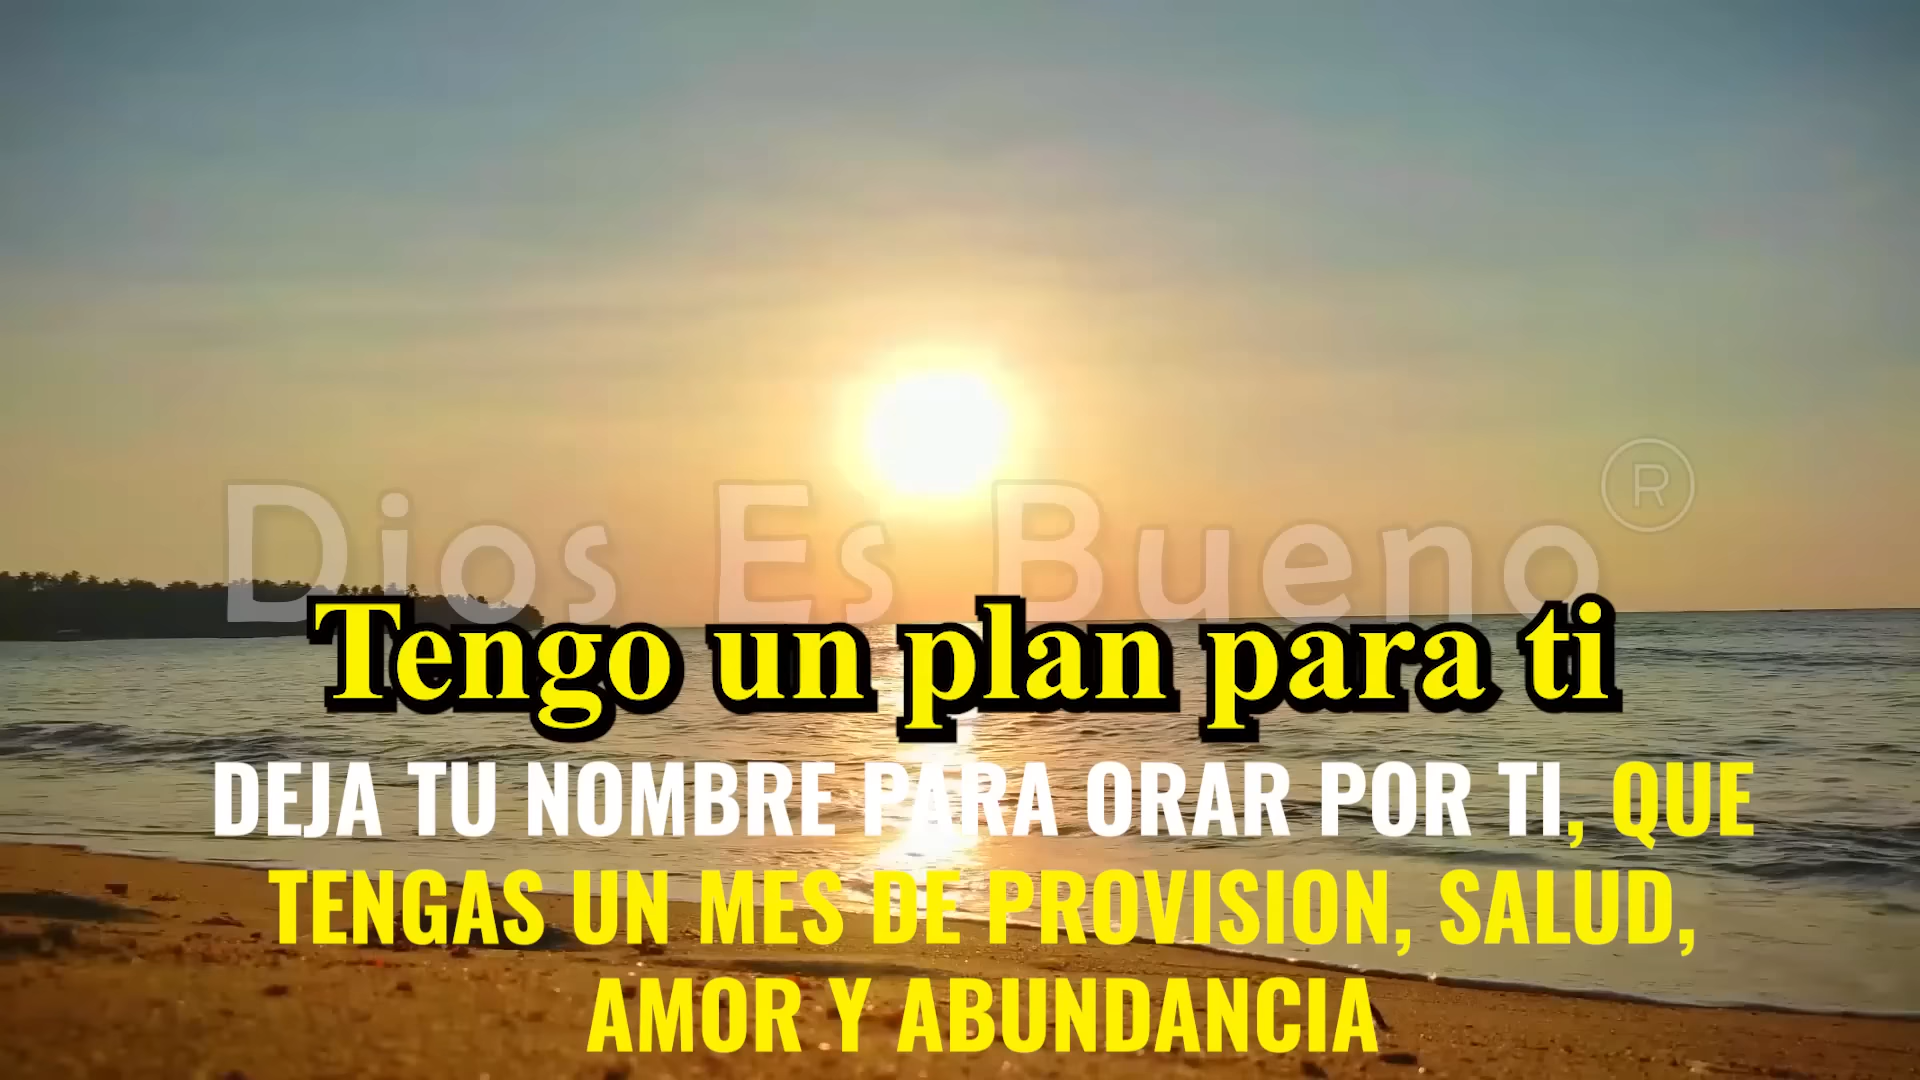 Dios Es Bueno ®
Tengo un plan para ti
DEJA TU NOMBRE PARA ORAR POR TI, QUE
TENGAS UN MES DE PROVISION, SALUD,
AMOR Y ABUNDANCIA